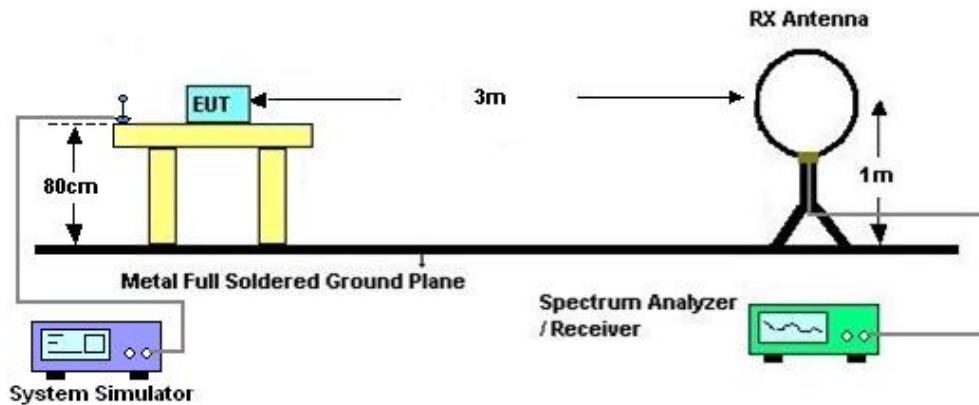 RX Antenna
EUT
3m
80cm
1m
Metal Full Soldered Ground Plane
Spectrum Analyzer
/ Receiver
System Simulator